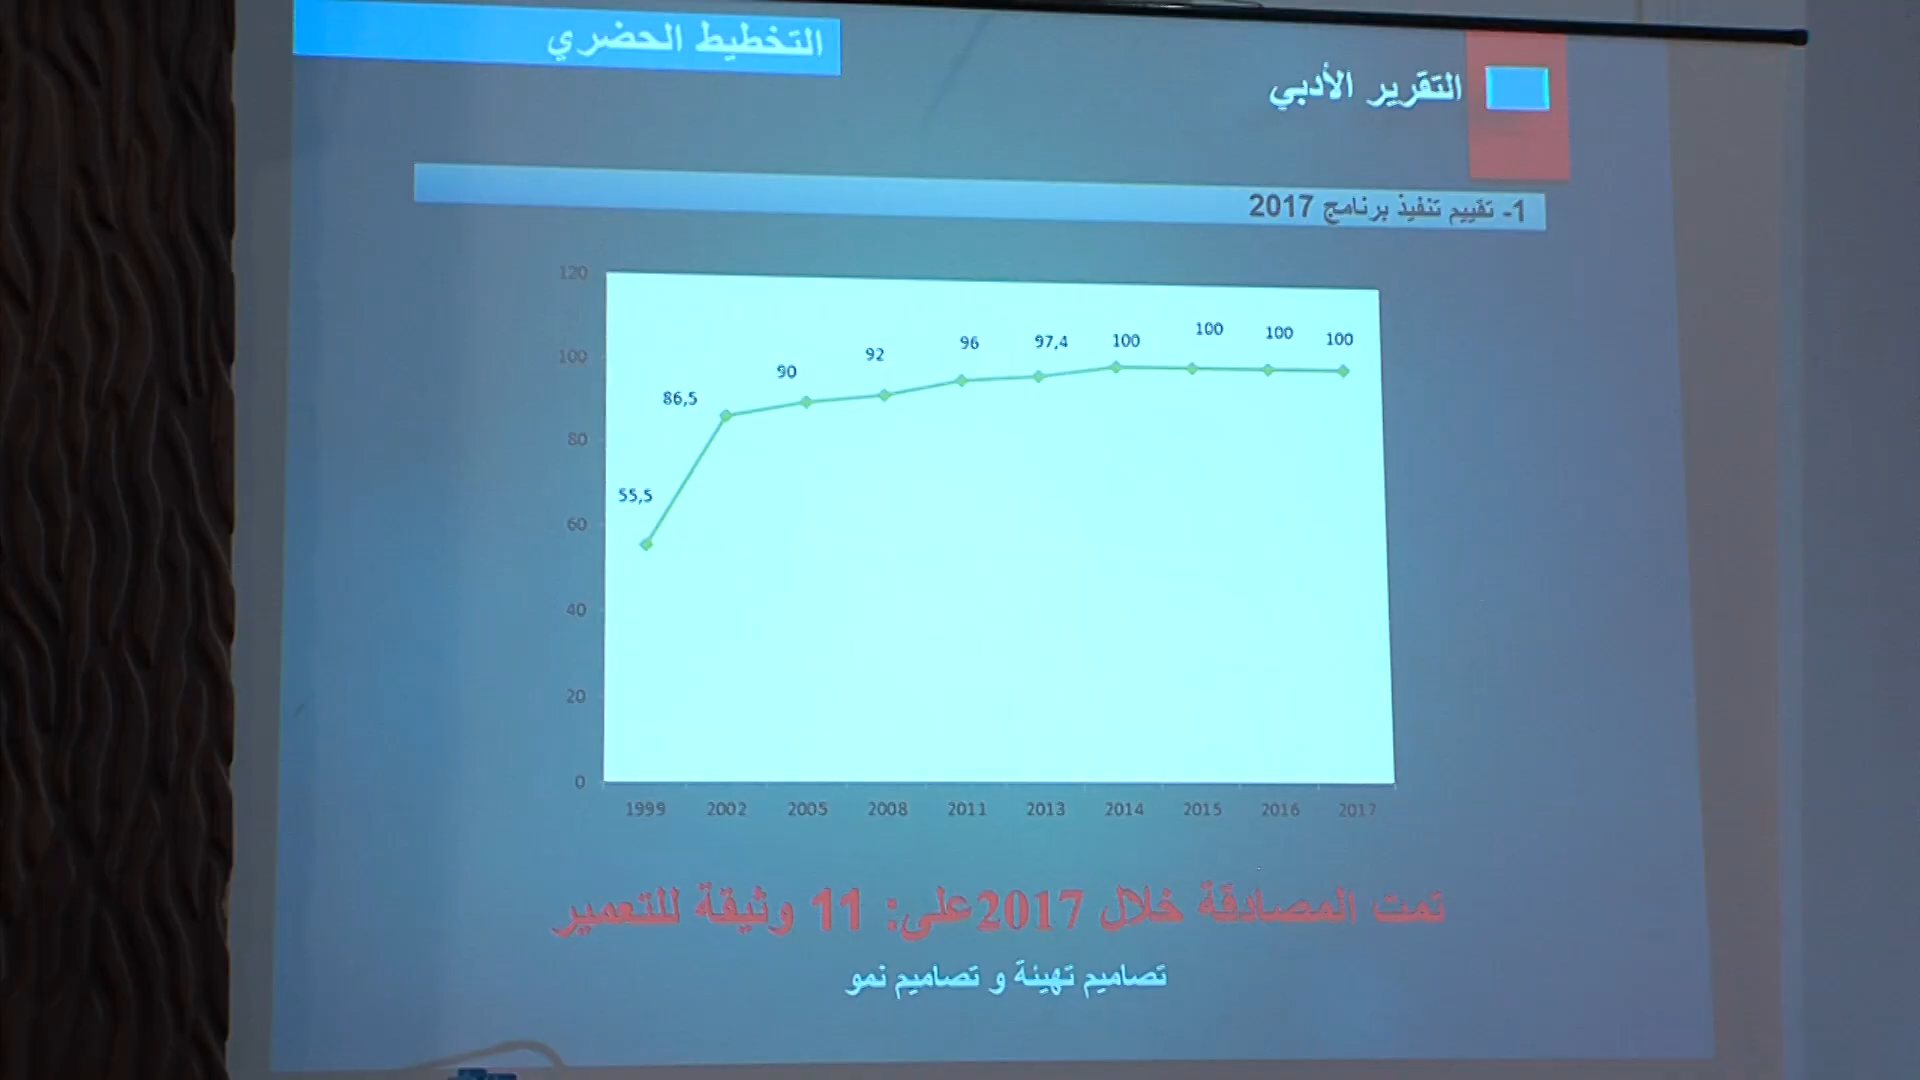 التخطيط الحضري
التقرير الأدبي
1- تقييم تنفيذ برنامج 2017
120
100
80
60
40
20
0
55,5
86,5
90
92
96
97,4
100
100
100
100
1999 2002 2005 2008 2011 2013 2014 2015 2016 2017
تمت المصادقة خلال 2017على: 11 وثيقة للتعمير
تصاميم تهيئة و تصاميم نمو